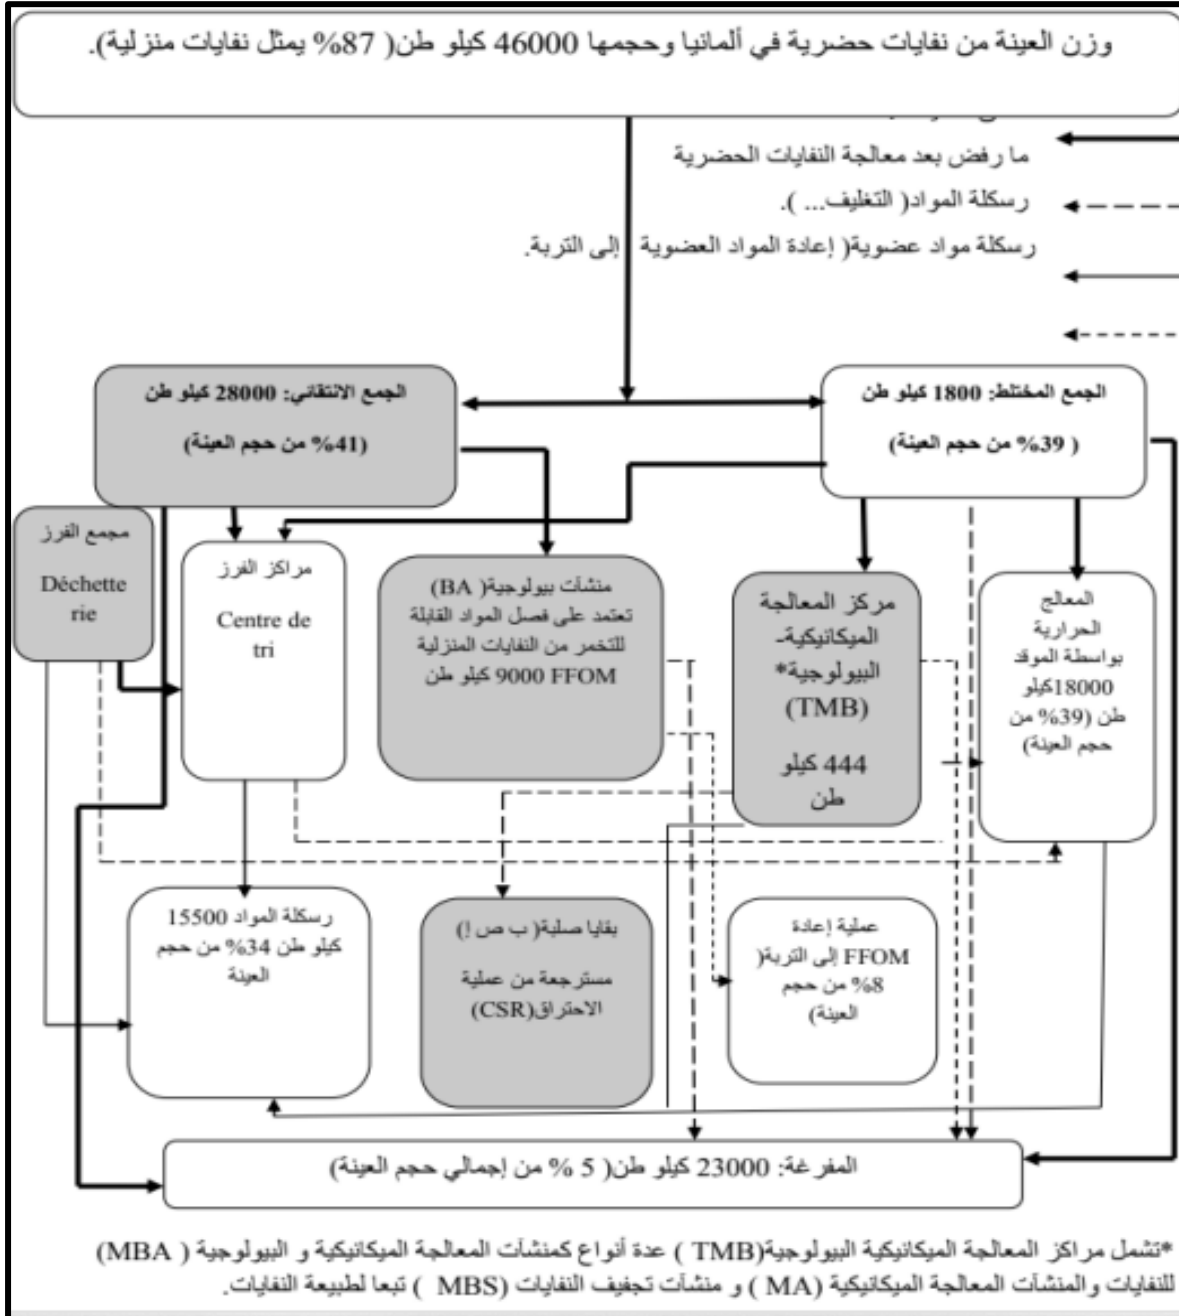 وزن العينة من نفايات حضرية في ألمانيا وحجمها 46000 كيلو طن( 87% يمثل نفايات منزلية).
ما رفض بعد معالجة النفايات الحضرية
رسكلة المواد( التغليف... ).
رسكلة مواد عضوية( إعادة المواد العضوية إلى التربة.
الجمع المختلط: 1800 كيلو طن
( 39% من حجم العينة)
الجمع الانتقائي: 28000 كيلو طن
(41% من حجم العينة)
المعالج
الحرارية
بواسطة الموقد
18000كيلو
طن (39% من
حجم العينة)
مركز المعالجة
الميكانيكية-
البيولوجية*
(TMB)
444 كيلو
طن
منشآت بيولوجية( BA)
تعتمد على فصل المواد القابلة
للتخمر من النفايات المنزلية
FFOM 9000 كيلو طن
مراكز الفرز
Centre de
tri
مجمع الفرز
Déchette
rie
عملية إعادة
FFOM إلى التربة(
8% من حجم
العينة)
بقايا صلبة( ب ص !)
مسترجعة من عملية
الاحتراق(CSR)
رسكلة المواد 15500
كيلو طن 34% من حجم
العينة
المفرغة: 23000 كيلو طن( 5 % من إجمالي حجم العينة)
*تشمل مراكز المعالجة الميكانيكية البيولوجية(TMB ) عدة أنواع كمنشآت المعالجة الميكانيكية و البيولوجية ( MBA)
للنفايات والمنشآت المعالجة الميكانيكية (MA ) و منشآت تجفيف النفايات (MBS ) تبعا لطبيعة النفايات.